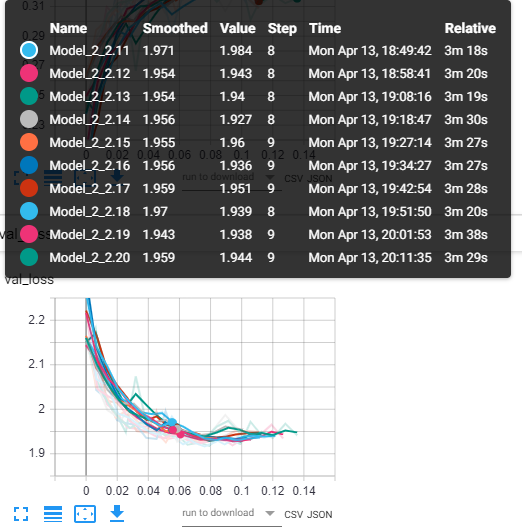 0.31
0.29
Name Smoothed Value Step Time Relative
Model_2_2.11 1.971 1.984 8 Mon Apr 13, 18:49:42 3m 18s
Model_2_2.12 1.954 1.943 8 Mon Apr 13, 18:58:41 3m 20s
Model_2_2.13 1.954 1.94 8 Mon Apr 13, 19:08:16 3m 19s
Model_2_2.14 1.956 1.927 8 Mon Apr 13, 19:18:47 3m 30s
Model_2_2.15 1.955 1.96 9 Mon Apr 13, 19:27:14 3m 27s
0 0.02 0.04 0.06 0.08 0.1 0.12 0.14
Model_2_2.16 1.956 1.936 9 Mon Apr 13, 19:34:27 3m 27s
run to download CSV JSON
Model_2_2.17 1.959 1.951 9 Mon Apr 13, 19:42:54 3m 28s
Model_2_2.18 1.97 1.939 8 Mon Apr 13, 19:51:50 3m 20s
Model_2_2.19 1.943 1.938 9 Mon Apr 13, 20:01:53 3m 38s
Model_2_2.20 1.959 1.944 9 Mon Apr 13, 20:11:35 3m 29s
val_loss
2.2
2.1
2
1.9
0 0.02 0.04 0.06 0.08 0.1 0.12 0.14
run to download CSV JSON